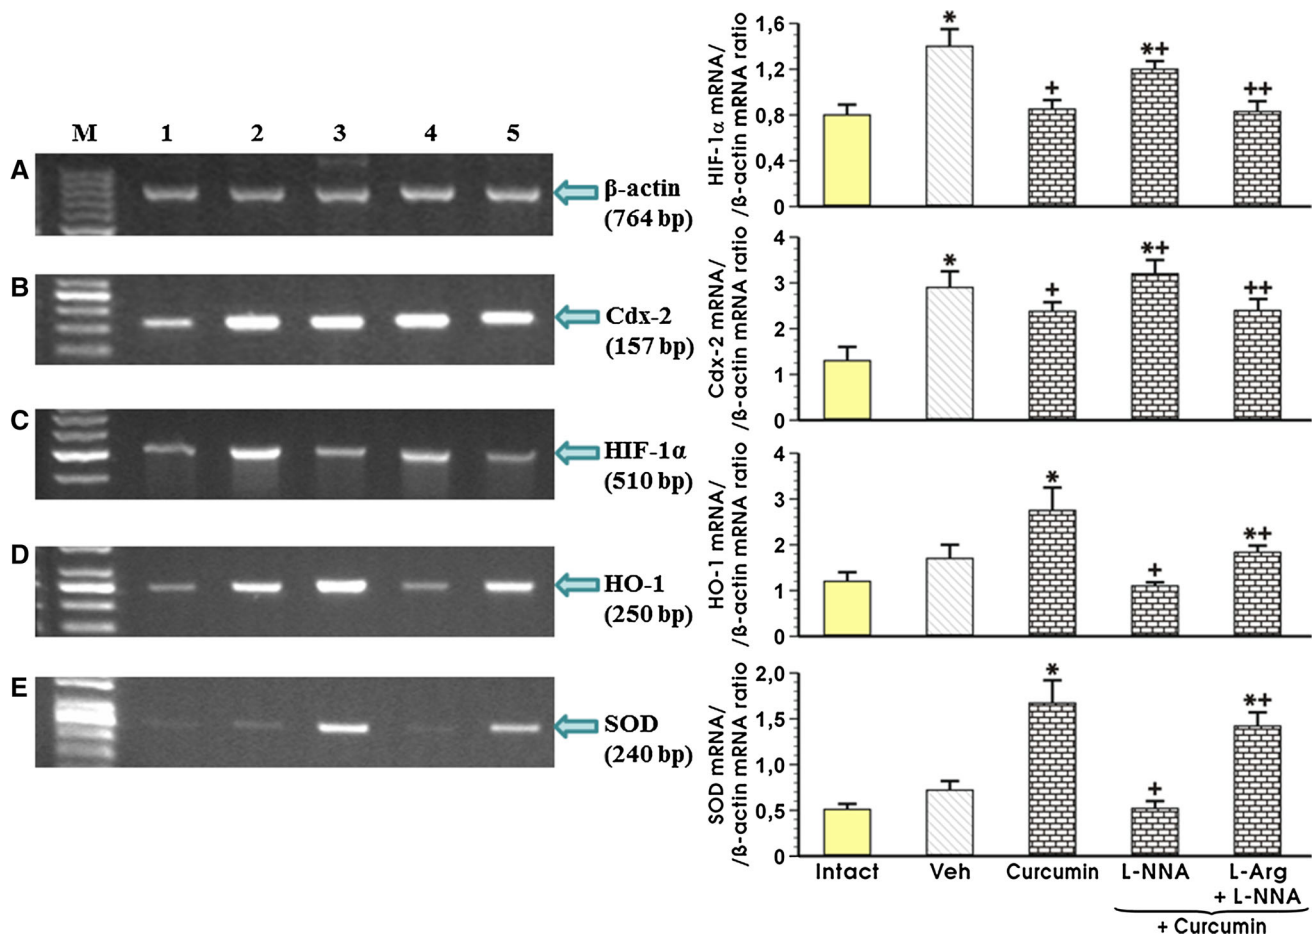 M 1 2 3 4 5
A
β-actin
(764 bp)
B
Cdx-2
(157 bp)
C
HIF-1α
(510 bp)
D
HO-1
(250 bp)
E
SOD
(240 bp)
HIF-1α mRNA/
/ß-actin mRNA ratio
1,6
1,2
0,8
0,4
0
*
+
*+
++
Cdx-2 mRNA/
/ß-actin mRNA ratio
4
3
2
1
0
*
+
*+
++
HO-1 mRNA/
/ß-actin mRNA ratio
4
3
2
1
0
*
+
*+
SOD mRNA/
/ß-actin mRNA ratio
2,0
1,5
1,0
0,5
0
*
+
*+
Intact Veh Curcumin L-NNA L-Arg
+ L-NNA
+ Curcumin